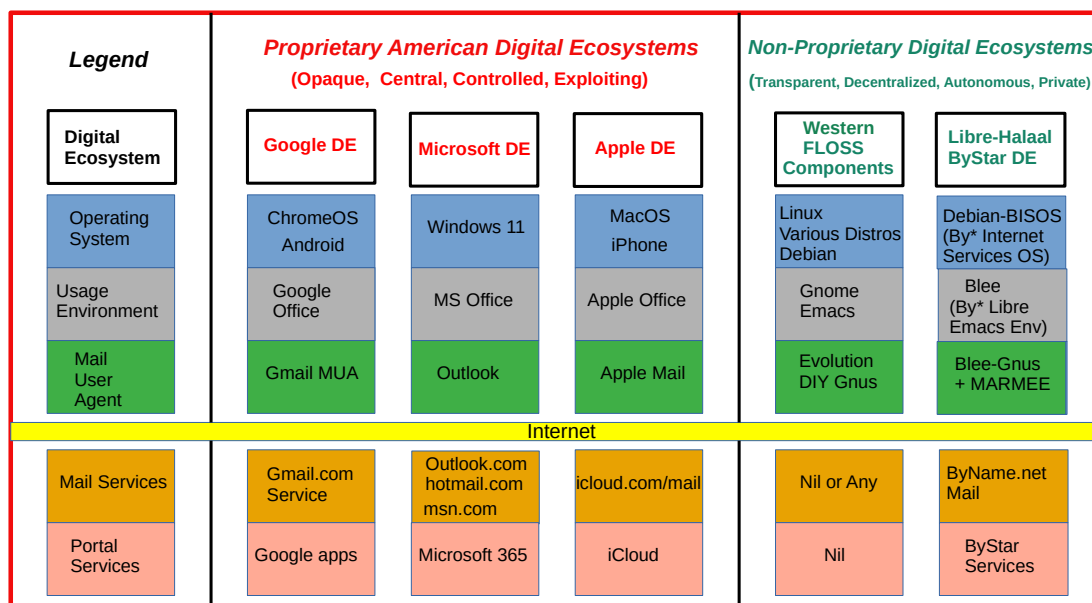 Legend
Proprietary American Digital Ecosystems
(Opaque, Central, Controlled, Exploiting)
Non-Proprietary Digital Ecosystems
(Transparent, Decentralized, Autonomous, Private)
Digital
Ecosystem
Google DE
Microsoft DE
Apple DE
Western
FLOSS
Components
Libre-Halaal
ByStar DE
Operating
System
ChromeOS
Android
Windows 11
MacOS
iPhone
Linux
Various Distros
Debian
Debian-BISOS
(By* Internet
Services OS)
Usage
Environment
Google
Office
MS Office
Apple Office
Gnome
Emacs
Blee
(By* Libre
Emacs Env)
Mail
User
Agent
Gmail MUA
Outlook
Apple Mail
Evolution
DIY Gnus
Blee-Gnus
+ MARMEE
Internet
Mail Services
Gmail.com
Service
Outlook.com
hotmail.com
msn.com
icloud.com/mail
Nil or Any
ByName.net
Mail
Portal
Services
Google apps
Microsoft 365
iCloud
Nil
ByStar
Services